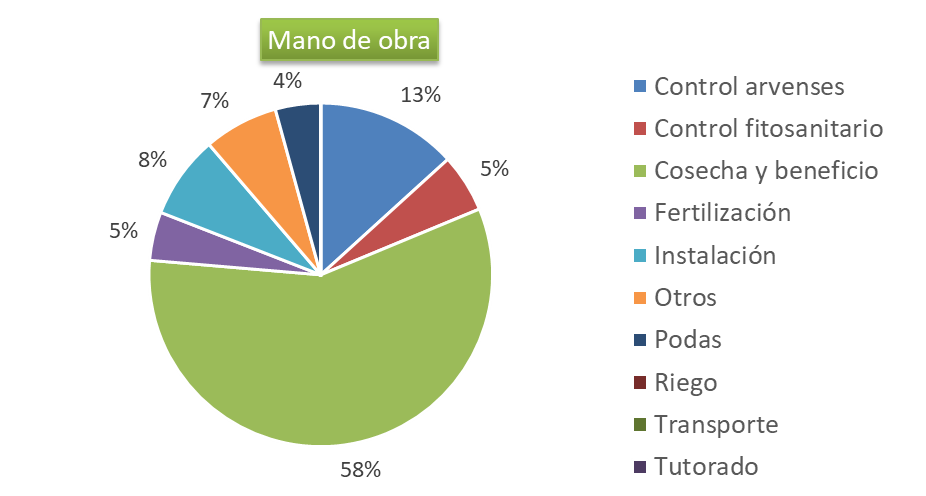 Mano de obra
4%
13%
7%
8%
5%
5%
58%
Control arvenses
Control fitosanitario
Cosecha y beneficio
Fertilización
Instalación
Otros
Podas
Riego
Transporte
Tutorado